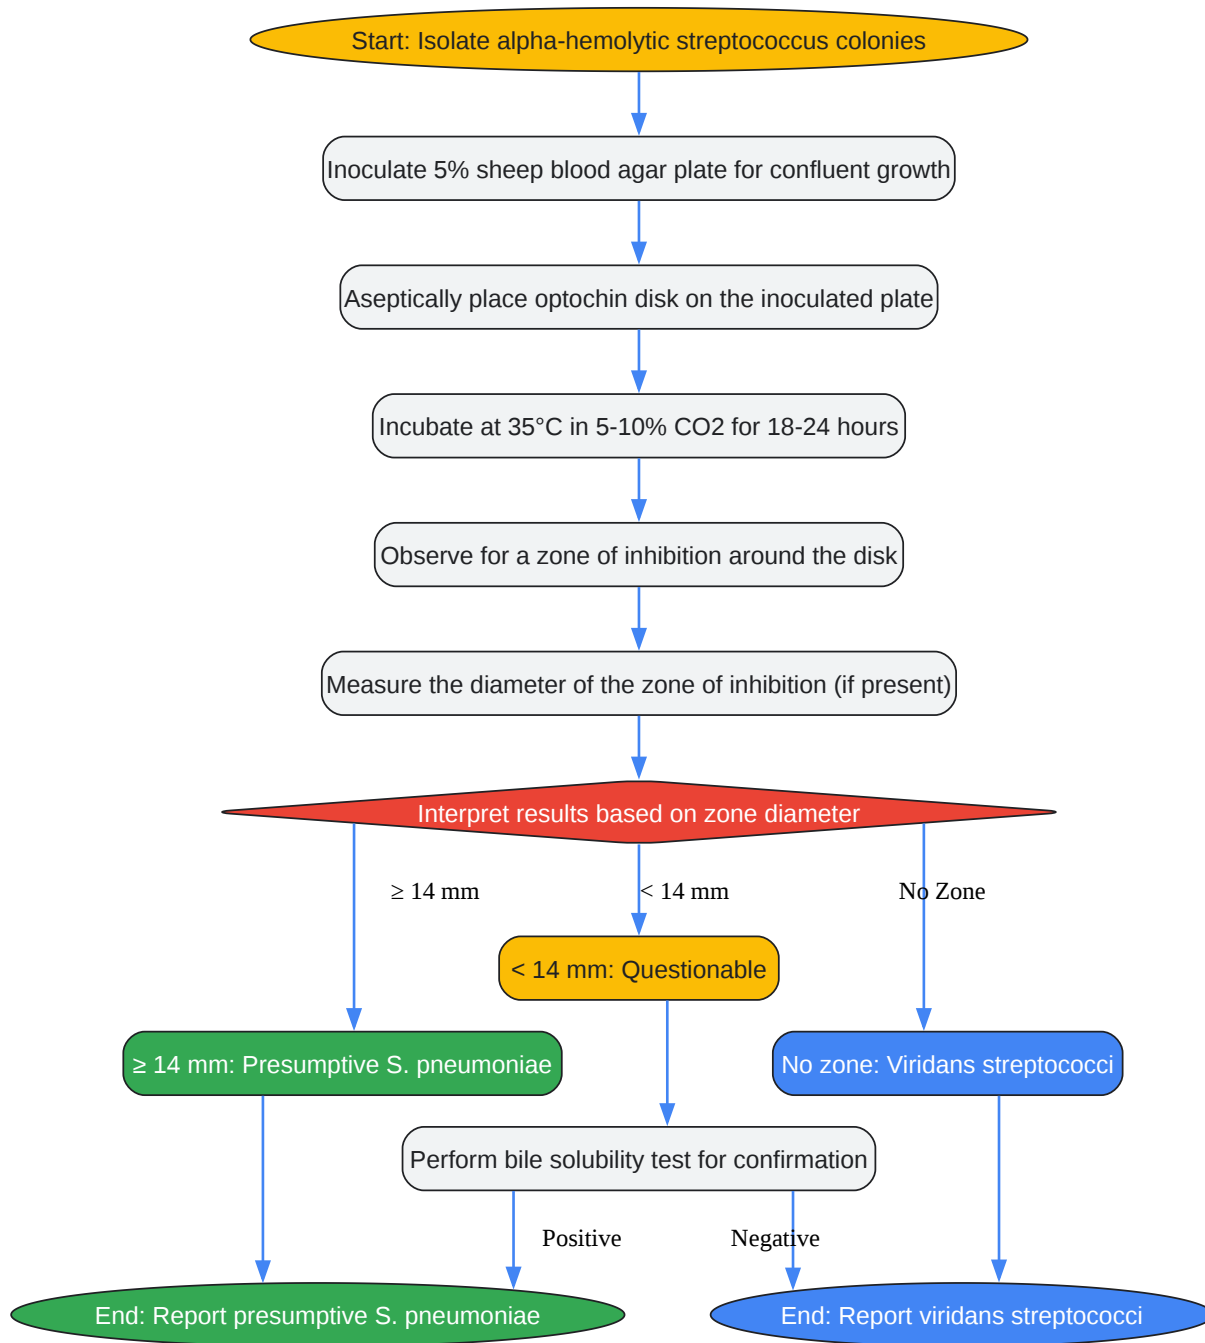 Start: Isolate alpha-hemolytic streptococcus colonies
Inoculate 5% sheep blood agar plate for confluent growth
Aseptically place optochin disk on the inoculated plate
Incubate at 35°C in 5-10% CO2 for 18-24 hours
Observe for a zone of inhibition around the disk
Measure the diameter of the zone of inhibition (if present)
Interpret results based on zone diameter
≥ 14 mm
< 14 mm
No Zone
< 14 mm: Questionable
≥ 14 mm: Presumptive S. pneumoniae
No zone: Viridans streptococci
Perform bile solubility test for confirmation
Positive
Negative
End: Report presumptive S. pneumoniae
End: Report viridans streptococci